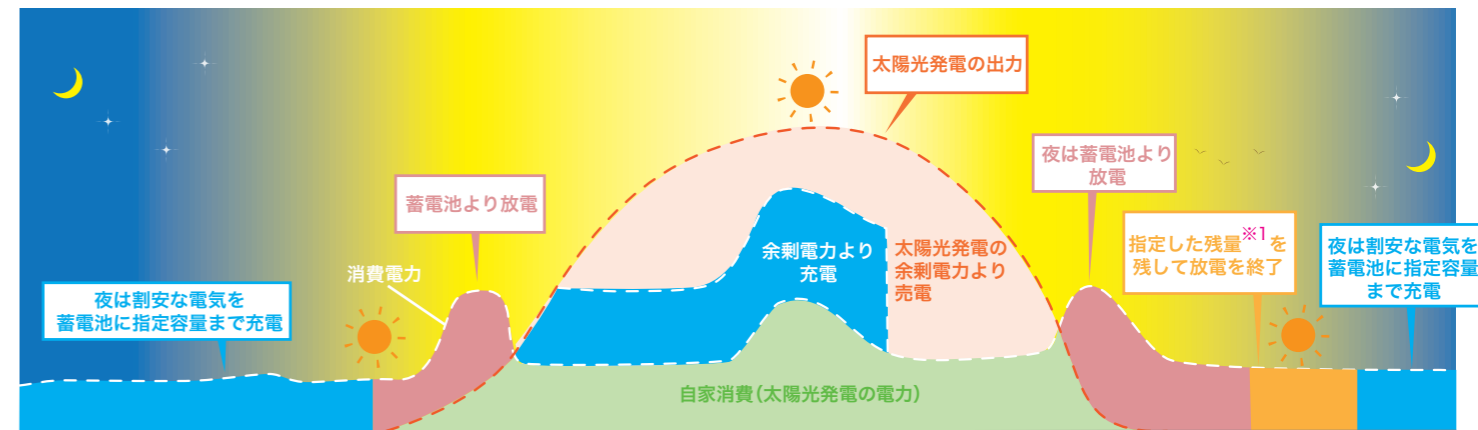 太陽光発電の出力
夜は蓄電池より
放電
蓄電池より放電
指定した残量※1を
残して放電を終了
夜は割安な電気を
蓄電池に指定容量
まで充電
余剰電力より
充電
太陽光発電の
余剰電力より
売電
消費電力
夜は割安な電気を
蓄電池に指定容量まで充電
自家消費(太陽光発電の電力)